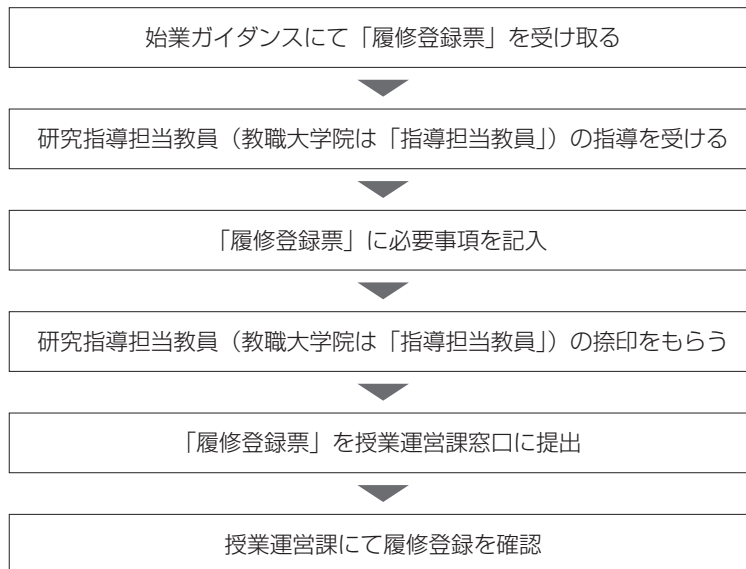 始業ガイダンスにて「履修登録票」を受け取る
研究指導担当教員（教職大学院は「指導担当教員」）の指導を受ける
「履修登録票」に必要事項を記入
研究指導担当教員（教職大学院は「指導担当教員」）の捺印をもらう
「履修登録票」を授業運営課窓口に提出
授業運営課にて履修登録を確認